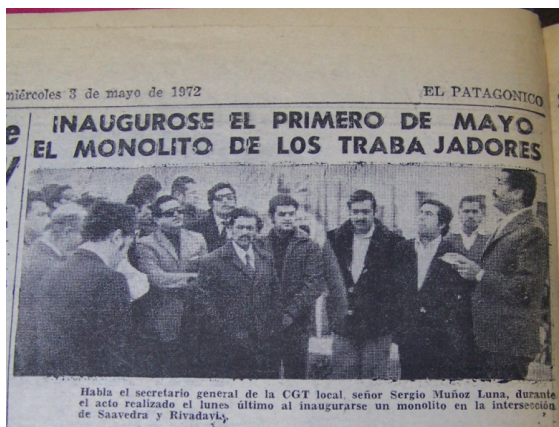 miércoles 3 de mayo de 1972
EL PATAGONICO
INAUGUROSE EL PRIMERO DE MAYO
EL MONOLITO DE LOS TRABAJADORES
Habla el secretario general de la CGT local, señor Sergio Muñoz Luna, durante
el acto realizado el lunes último al inaugurarse un monolito en la intersección
de Saavedra y Rivadavia.